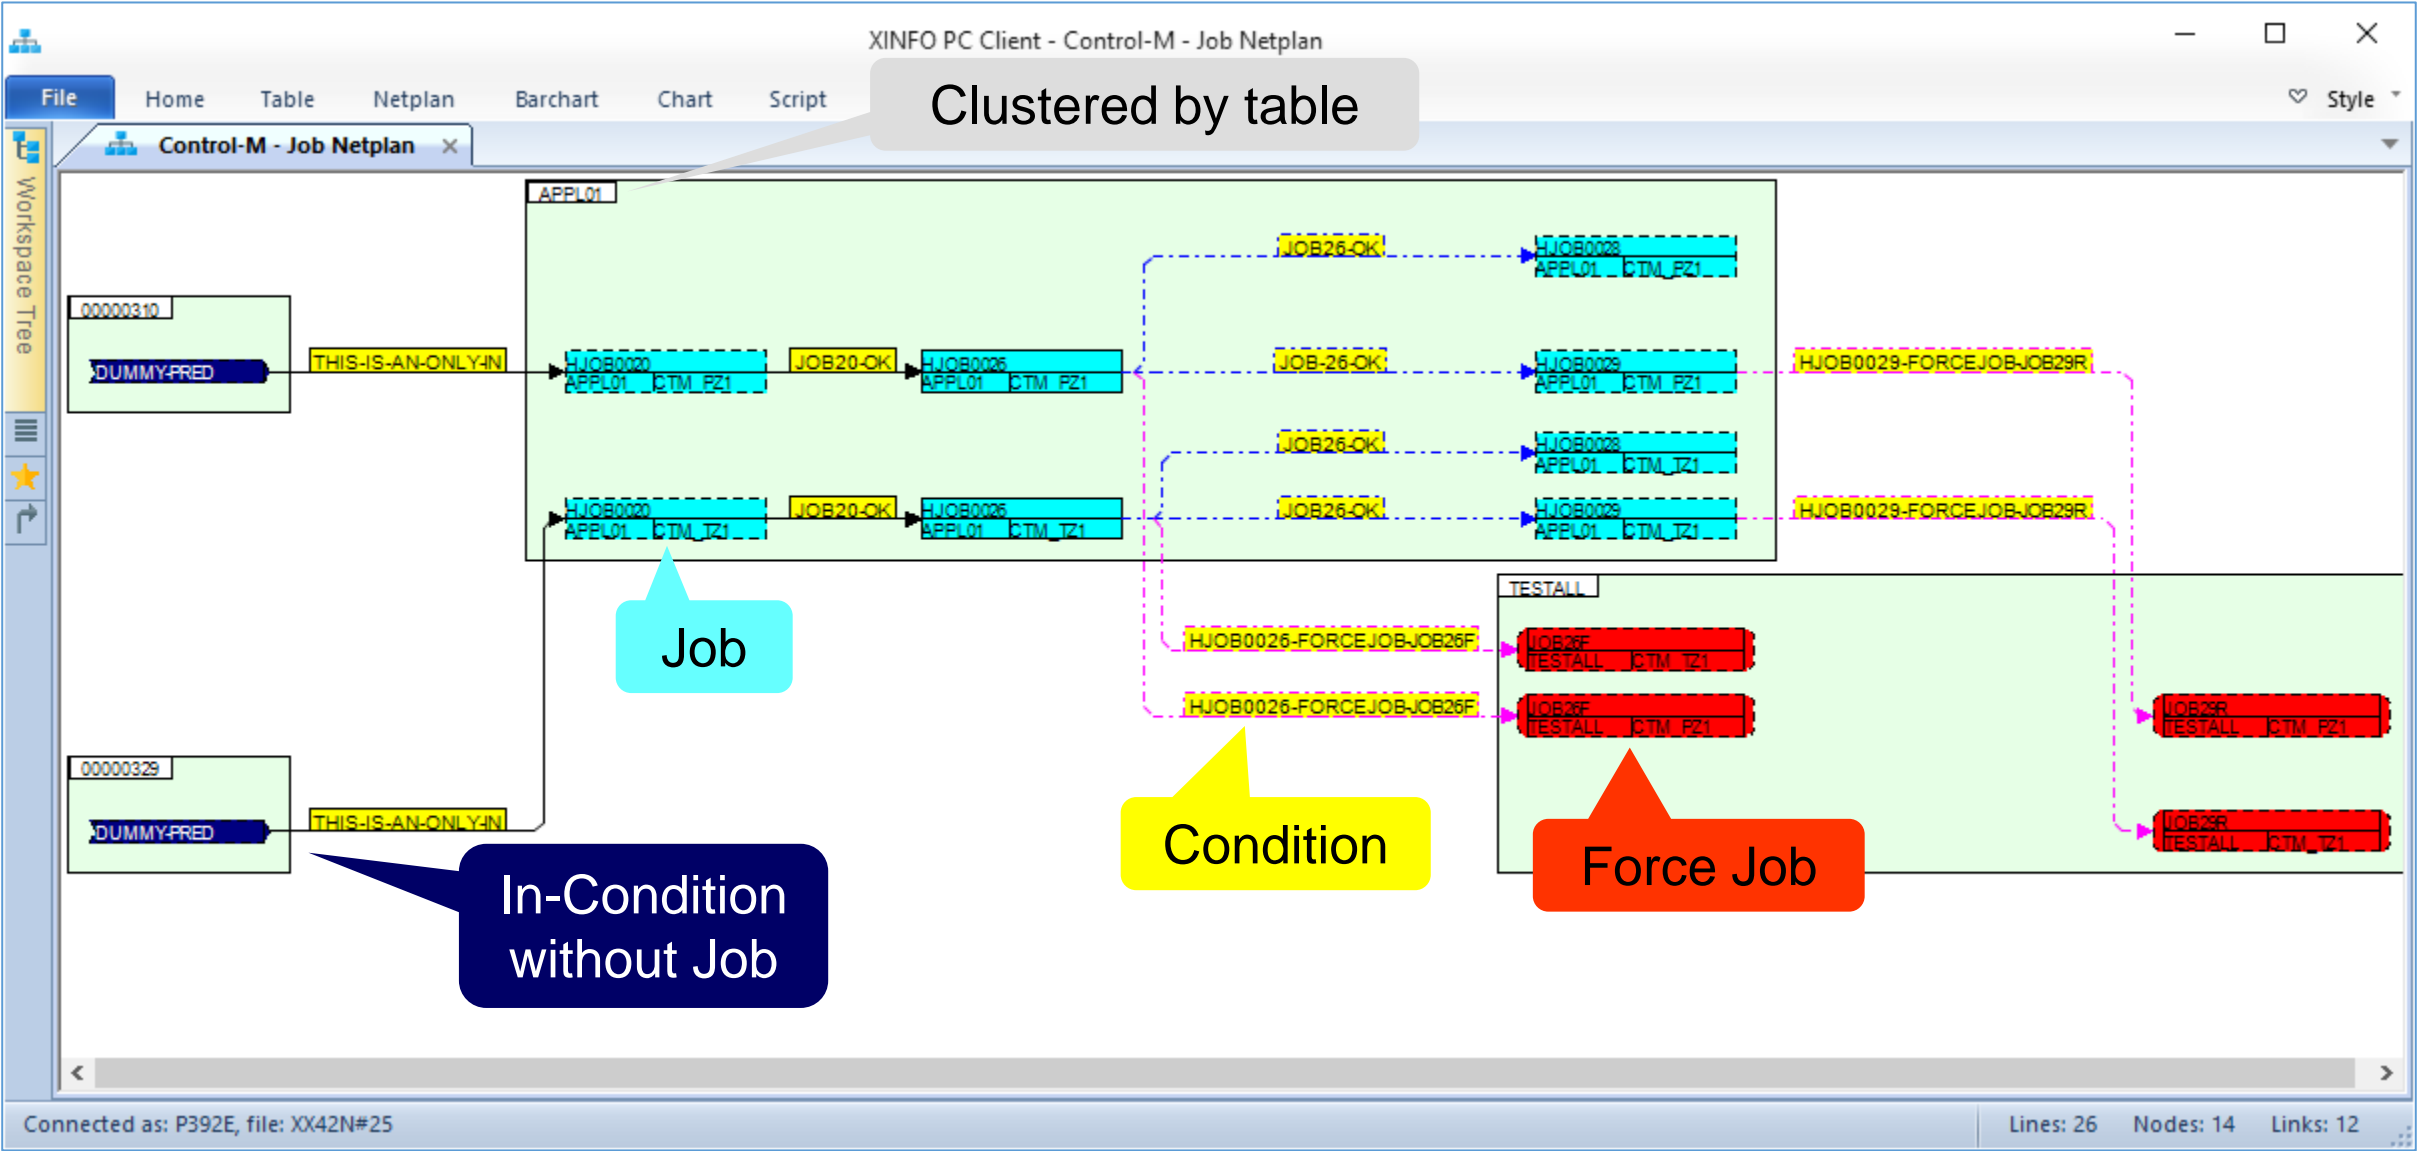 XINFO PC Client - Control-M - Job Netplan
File Home Table Netplan Barchart Chart Script Style
Clustered by table
Control-M - Job Netplan
Workspace Tree
APPL01
JOB26-OK
HJOB0028
APPL01 CTM_PZ1
00000310
DUMMY-PRED
THIS-IS-AN-ONLY-IN
HJOB0020
APPL01 CTM_PZ1
JOB20-OK
HJOB0026
APPL01 CTM_PZ1
JOB-26-OK
HJOB0029
APPL01 CTM_PZ1
HJOB0029-FORCEJOB-JOB29R
JOB26-OK
HJOB0028
APPL01 CTM_TZ1
HJOB0020
APPL01 CTM_TZ1
JOB20-OK
HJOB0026
APPL01 CTM_TZ1
JOB26-OK
HJOB0029
APPL01 CTM_TZ1
HJOB0029-FORCEJOB-JOB29R
Job
TESTALL
HJOB0026-FORCEJOB-JOB26F
JOB26F
TESTALL CTM_TZ1
HJOB0026-FORCEJOB-JOB26F
JOB26F
TESTALL CTM_PZ1
JOB29R
TESTALL CTM_PZ1
00000329
DUMMY-PRED
THIS-IS-AN-ONLY-IN
JOB29R
TESTALL CTM_TZ1
Condition
Force Job
In-Condition
without Job
Connected as: P392E, file: XX42N#25
Lines: 26 Nodes: 14 Links: 12